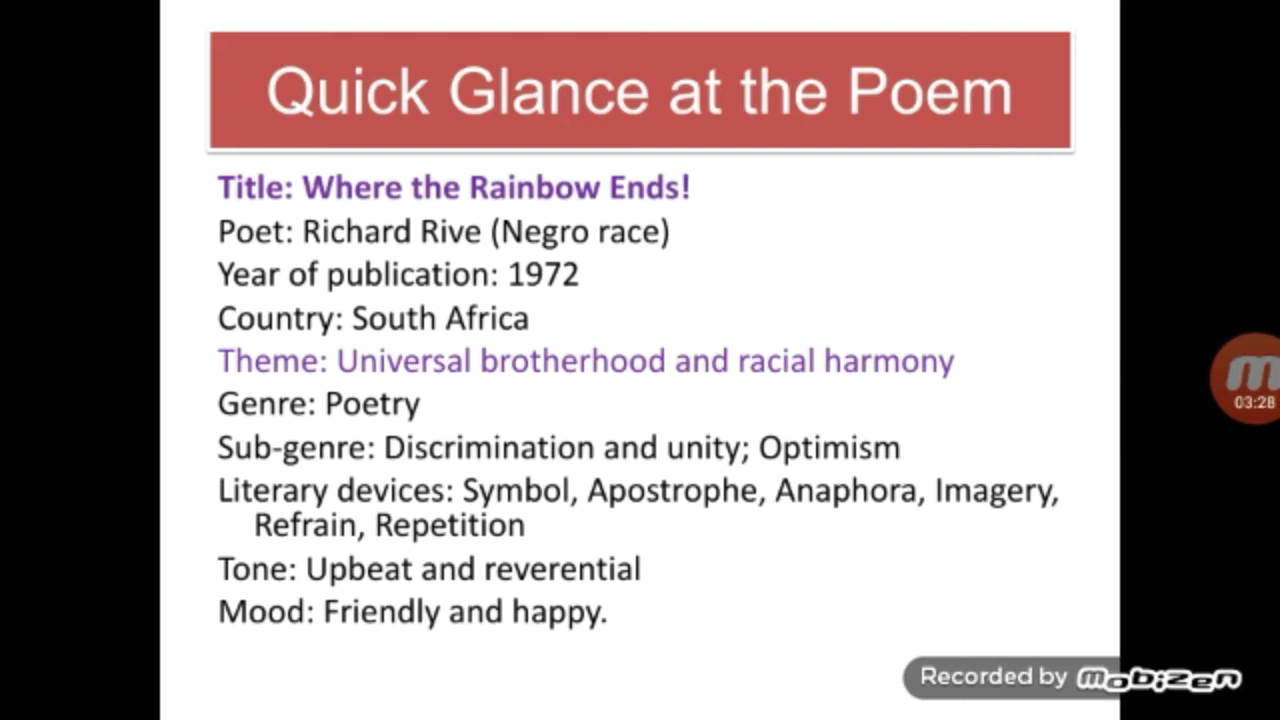 Quick Glance at the Poem
Title: Where the Rainbow Ends!
Poet: Richard Rive (Negro race)
Year of publication: 1972
Country: South Africa
Theme: Universal brotherhood and racial harmony
Genre: Poetry
Sub-genre: Discrimination and unity; Optimism
Literary devices: Symbol, Apostrophe, Anaphora, Imagery,
Refrain, Repetition
Tone: Upbeat and reverential
Mood: Friendly and happy.
m
03:28
Recorded by mobizen